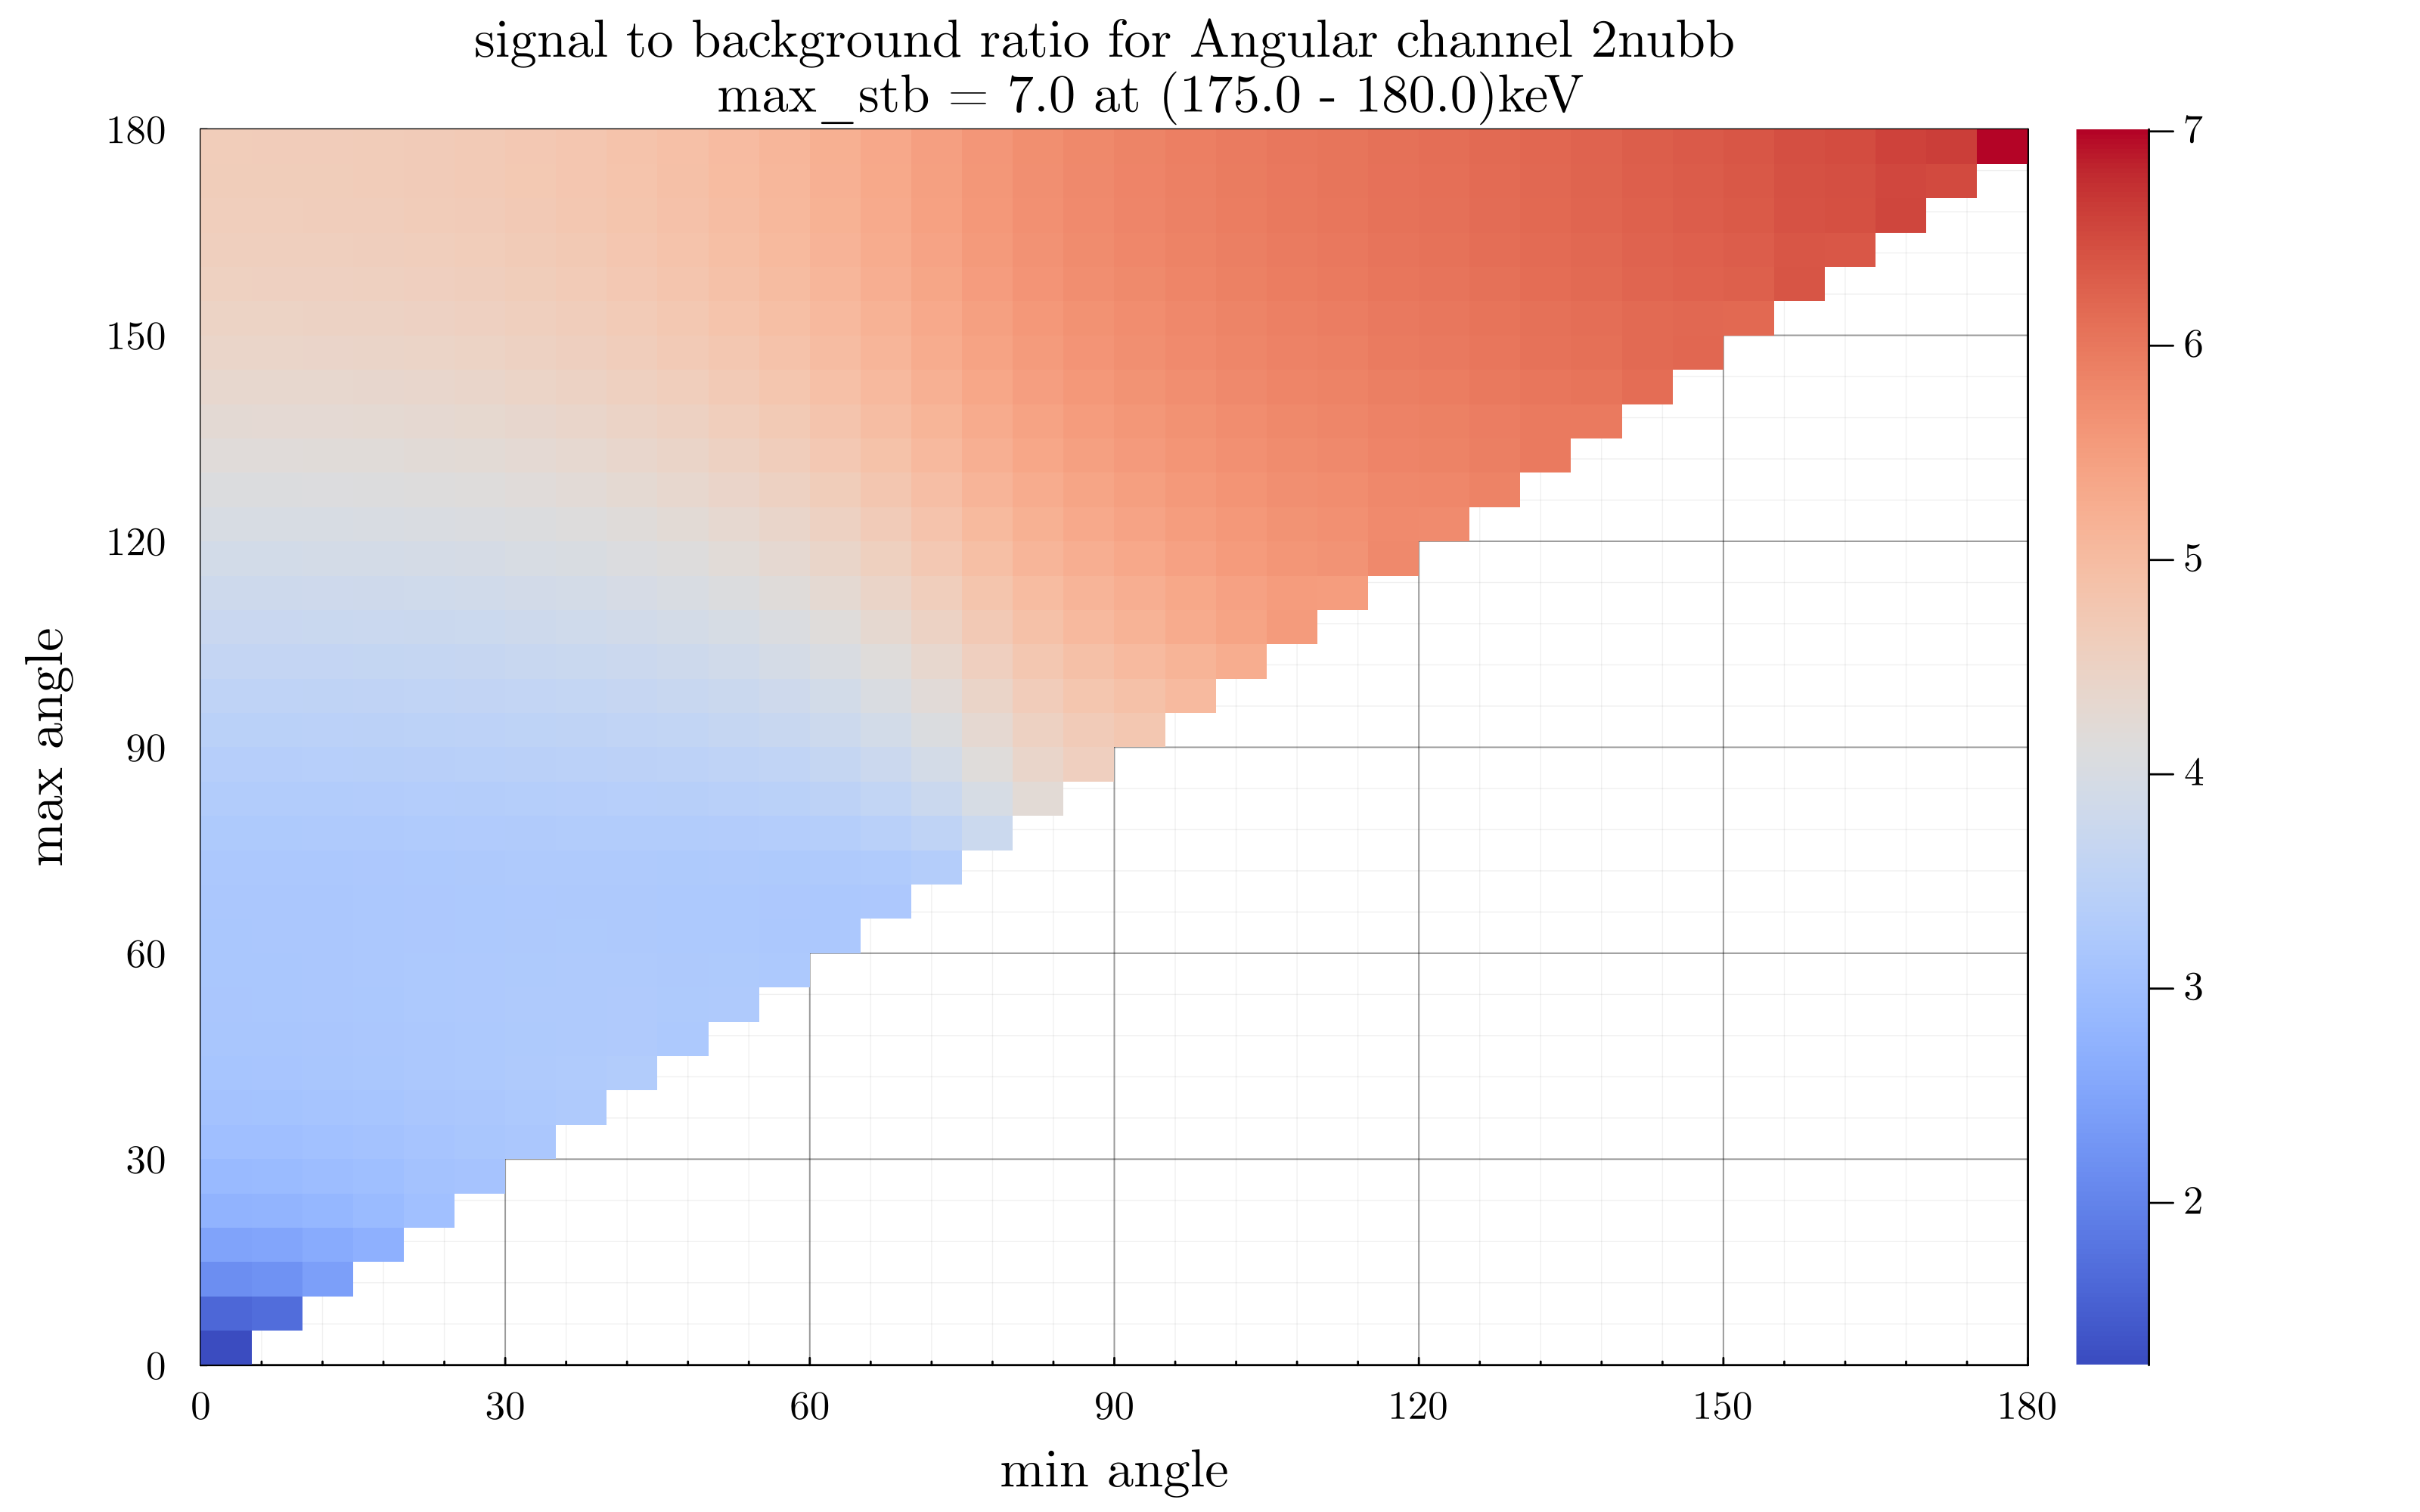 signal to background ratio for Angular channel 2nubb
max_stb = 7.0 at (175.0 - 180.0)keV
180
150
120
90
60
30
0
max angle
0 30 60 90 120 150 180
min angle
7
6
5
4
3
2